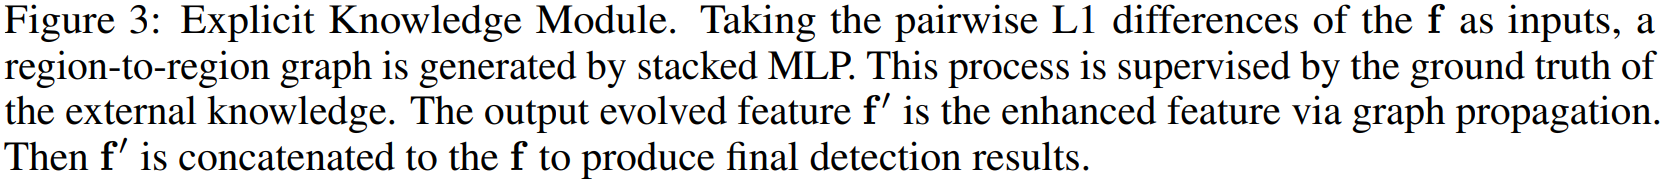 Figure 3: Explicit Knowledge Module. Taking the pairwise L1 differences of the f as inputs, a
region-to-region graph is generated by stacked MLP. This process is supervised by the ground truth of
the external knowledge. The output evolved feature f′ is the enhanced feature via graph propagation.
Then f′ is concatenated to the f to produce final detection results.